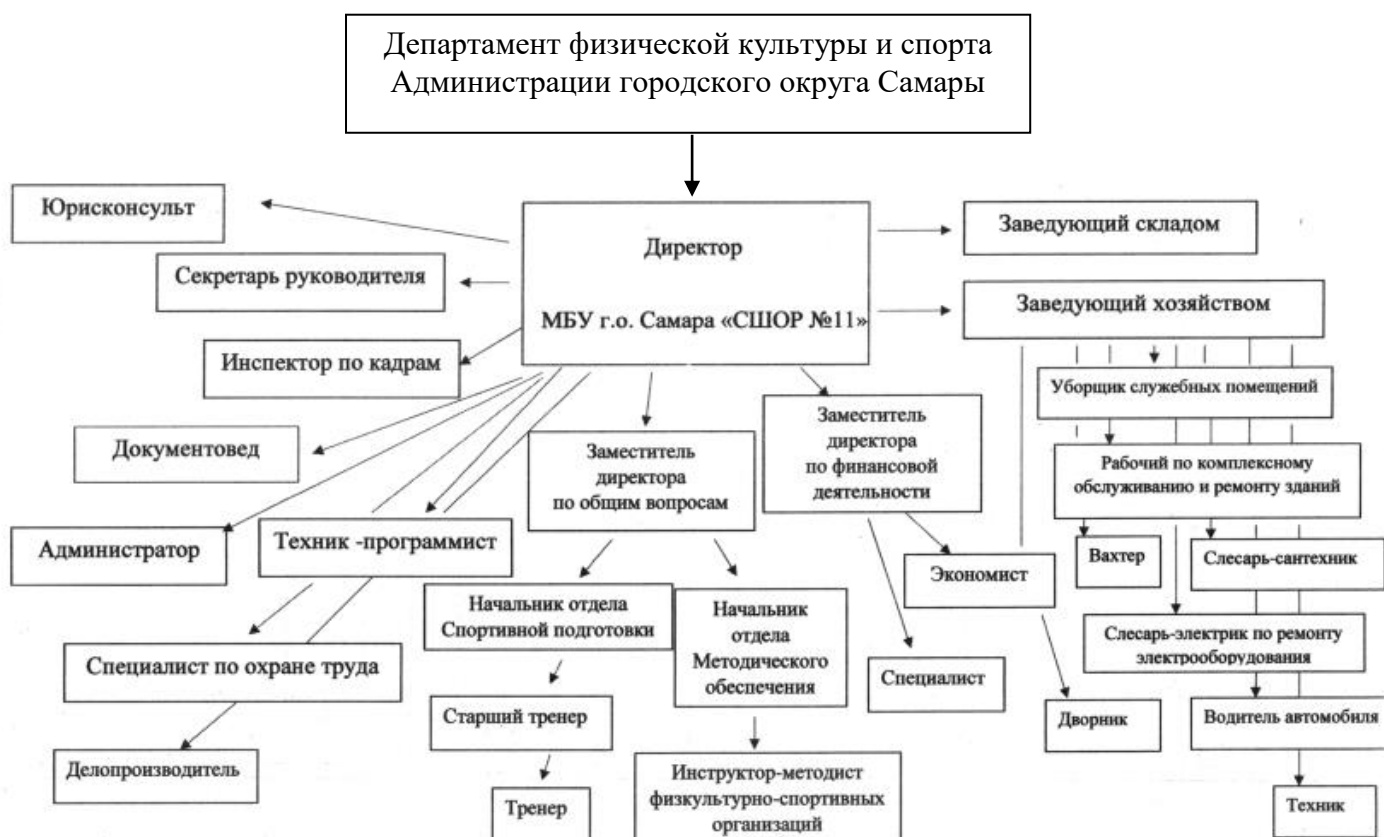 Департамент физической культуры и спорта
Администрации городского округа Самары
Юрисконсульт
Директор
МБУ г.о. Самара «СШОР №11»
Заведующий складом
Секретарь руководителя
Заведующий хозяйством
Инспектор по кадрам
Уборщик служебных помещений
Документовед
Заместитель
директора
по общим вопросам
Заместитель
директора
по финансовой
деятельности
Рабочий по комплексному
обслуживанию и ремонту зданий
Администратор
Техник -программист
Экономист
Вахтер
Слесарь-сантехник
Начальник отдела
Спортивной подготовки
Начальник
отдела
Методического
обеспечения
Слесарь-электрик по ремонту
электрооборудования
Специалист по охране труда
Специалист
Старший тренер
Дворник
Водитель автомобиля
Делопроизводитель
Тренер
Инструктор-методист
физкультурно-спортивных
организаций
Техник